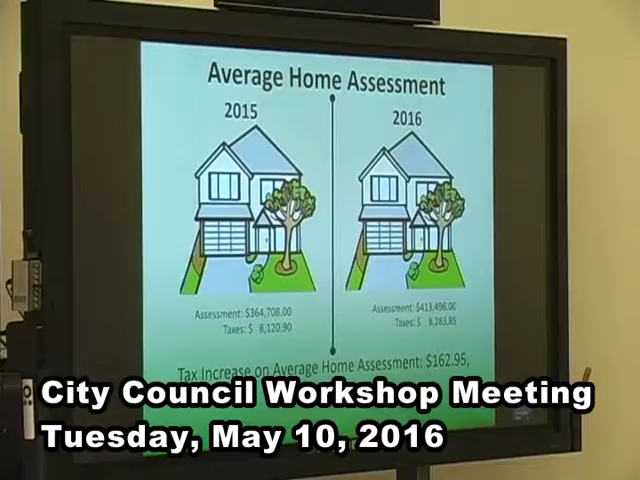 Average Home Assessment
2015
2016
Assessment: $364,708.00
Taxes: $ 8,120.90
Assessment: $413,496.00
Taxes: $ 8,283.85
Tax Increase on Average Home Assessment: $162.95,
City Council Workshop Meeting
Tuesday, May 10, 2016